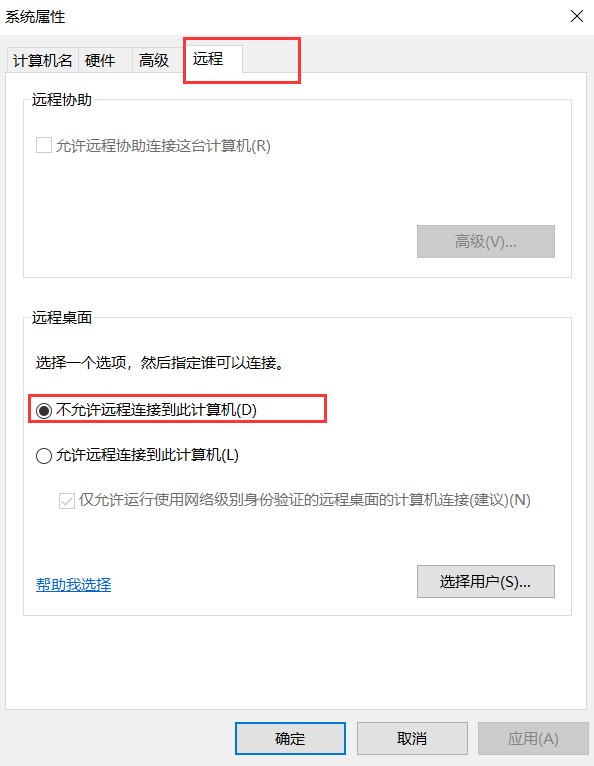 系统属性
计算机名 硬件 高级 远程
远程协助
允许远程协助连接这台计算机(R)
高级(V)...
远程桌面
选择一个选项，然后指定谁可以连接。
不允许远程连接到此计算机(D)
允许远程连接到此计算机(L)
仅允许运行使用网络级别身份验证的远程桌面的计算机连接(建议)(N)
帮助我选择 选择用户(S)...
确定 取消 应用(A)